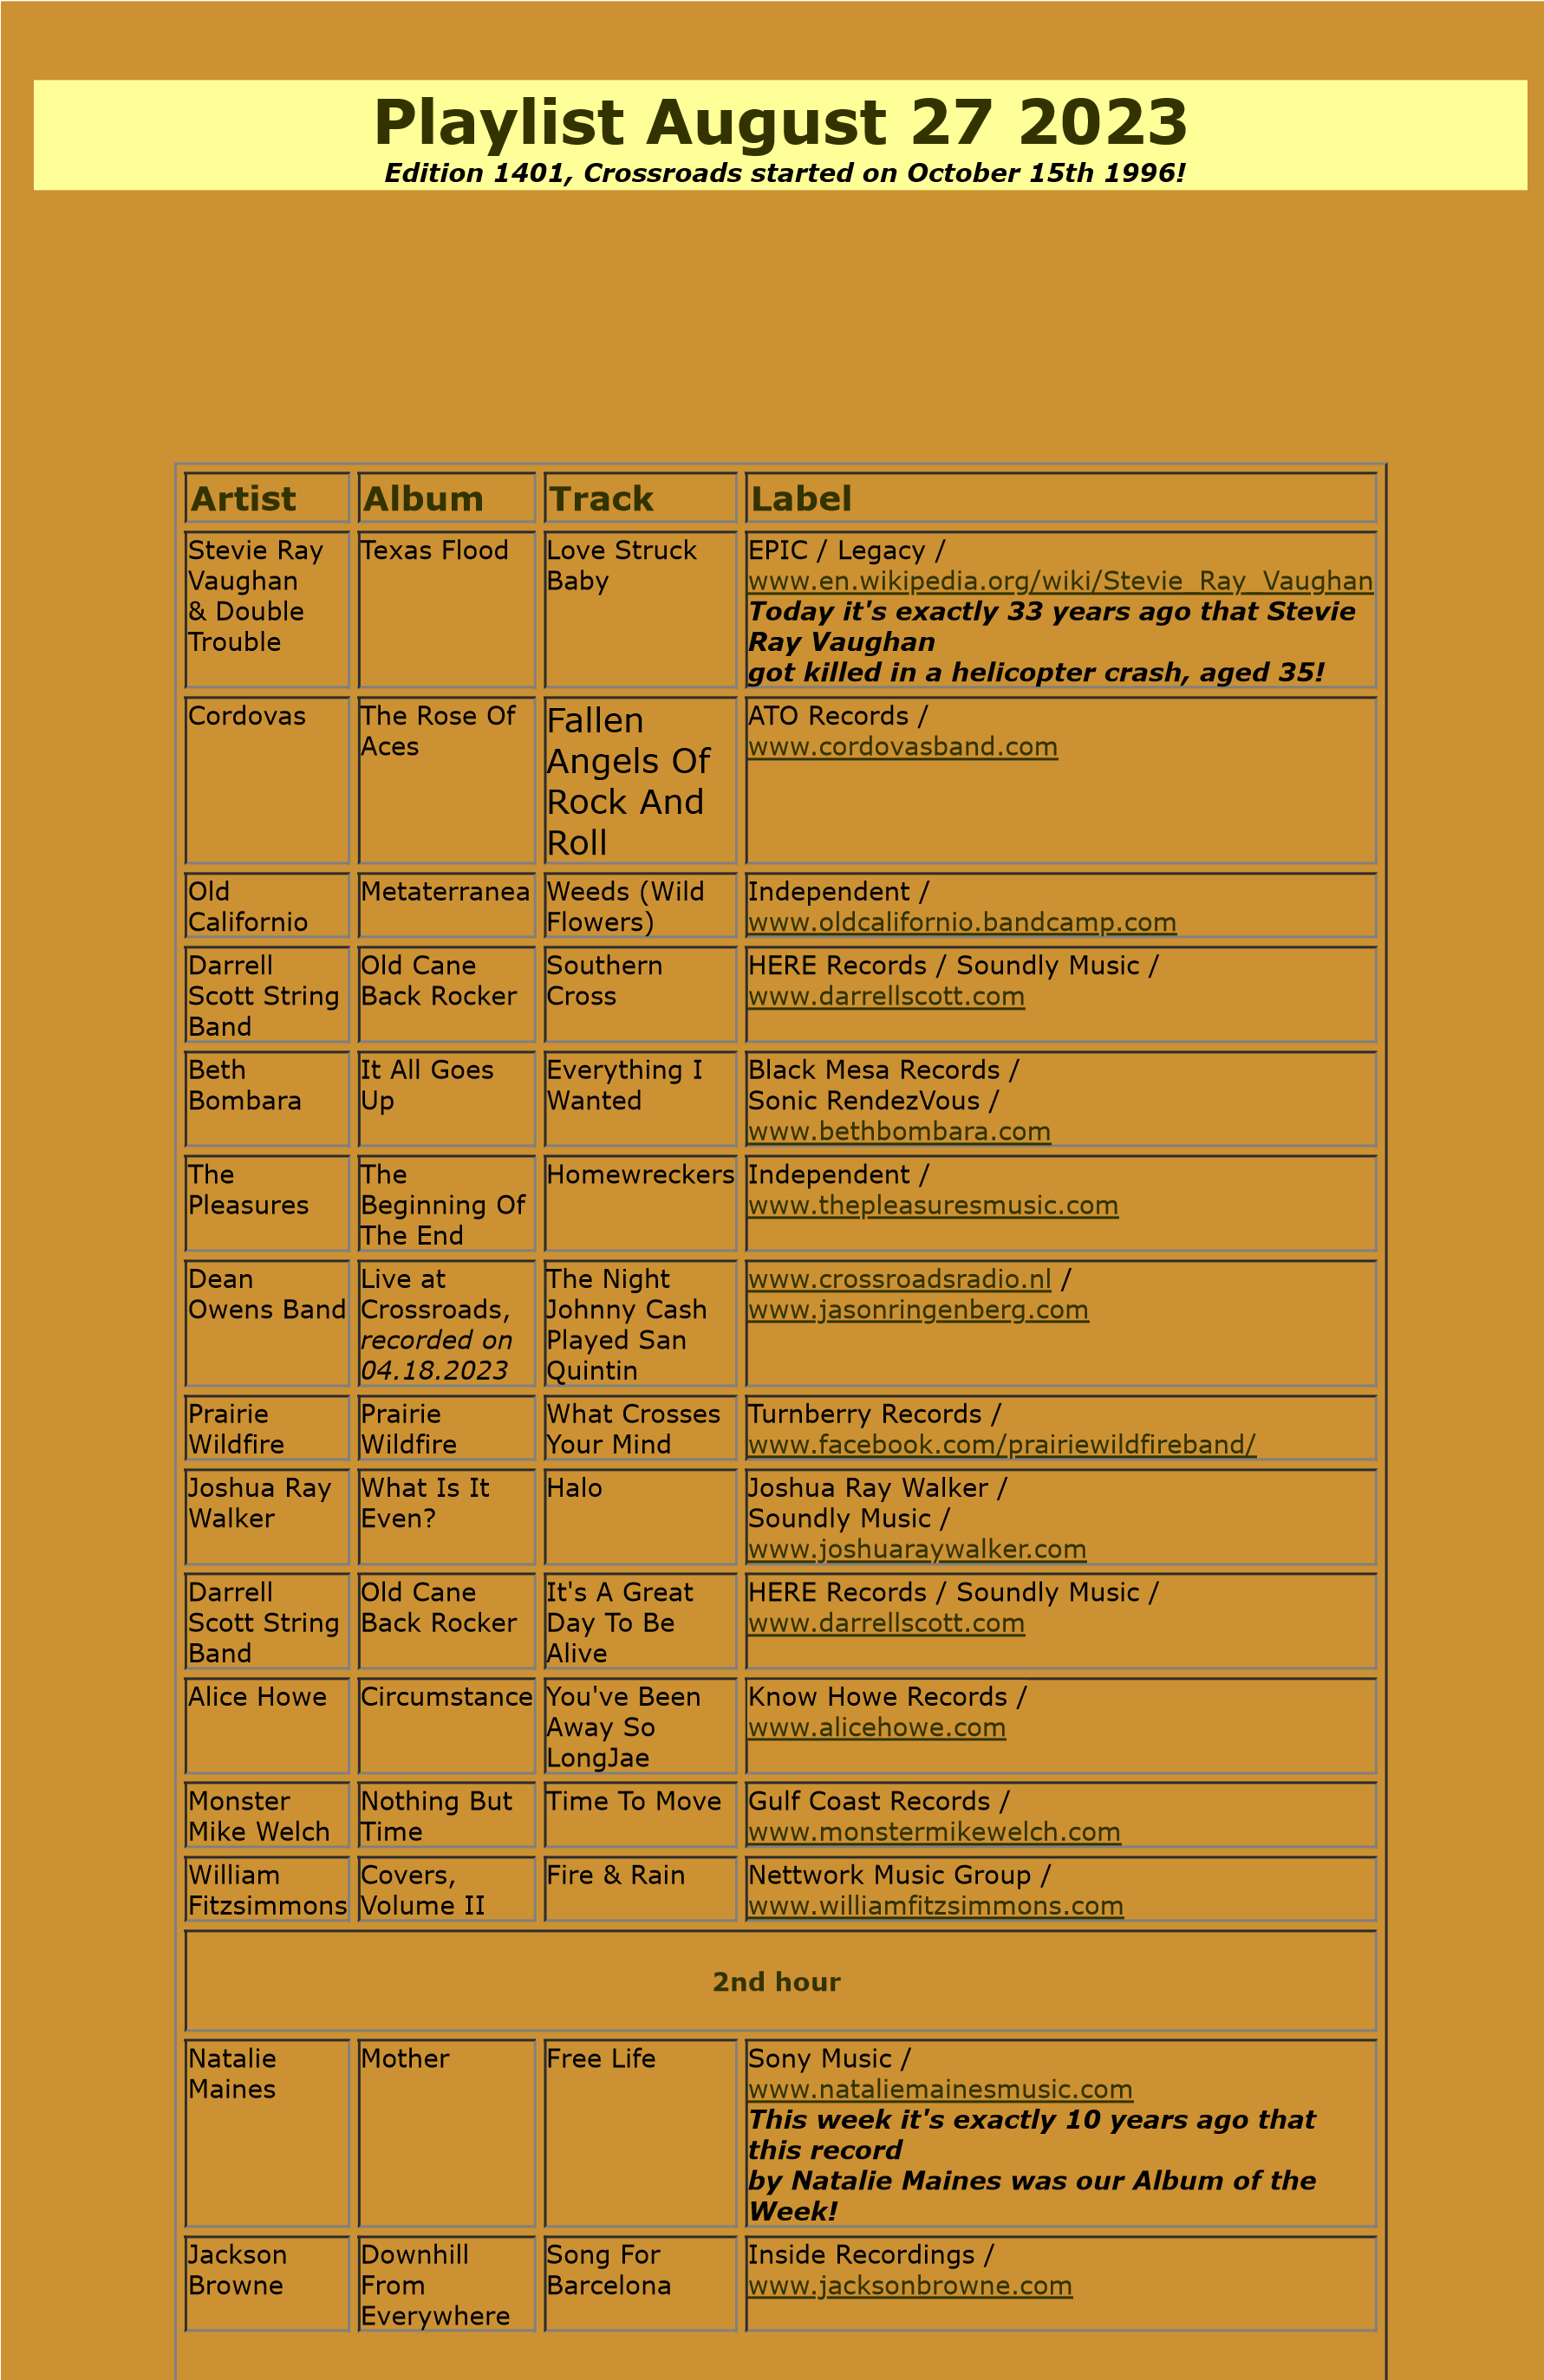 Playlist August 27 2023
Edition 1401, Crossroads started on October 15th 1996!
Artist
Album
Track
Label
Stevie Ray
Vaughan
& Double
Trouble
Texas Flood
Love Struck
Baby
EPIC / Legacy /
www.en.wikipedia.org/wiki/Stevie_Ray_Vaughan
Today it's exactly 33 years ago that Stevie
Ray Vaughan
got killed in a helicopter crash, aged 35!
Cordovas
The Rose Of
Aces
Fallen
Angels Of
Rock And
Roll
ATO Records /
www.cordovasband.com
Old
Californio
Metaterranea
Weeds (Wild
Flowers)
Independent /
www.oldcalifornio.bandcamp.com
Darrell
Scott String
Band
Old Cane
Back Rocker
Southern
Cross
HERE Records / Soundly Music /
www.darrellscott.com
Beth
Bombara
It All Goes
Up
Everything I
Wanted
Black Mesa Records /
Sonic RendezVous /
www.bethbombara.com
The
Pleasures
The
Beginning Of
The End
Homewreckers
Independent /
www.thepleasuresmusic.com
Dean
Owens Band
Live at
Crossroads,
recorded on
04.18.2023
The Night
Johnny Cash
Played San
Quintin
www.crossroadsradio.nl /
www.jasonringenberg.com
Prairie
Wildfire
Prairie
Wildfire
What Crosses
Your Mind
Turnberry Records /
www.facebook.com/prairiewildfireband/
Joshua Ray
Walker
What Is It
Even?
Halo
Joshua Ray Walker /
Soundly Music /
www.joshuaraywalker.com
Darrell
Scott String
Band
Old Cane
Back Rocker
It's A Great
Day To Be
Alive
HERE Records / Soundly Music /
www.darrellscott.com
Alice Howe
Circumstance
You've Been
Away So
LongJae
Know Howe Records /
www.alicehowe.com
Monster
Mike Welch
Nothing But
Time
Time To Move
Gulf Coast Records /
www.monstermikewelch.com
William
Fitzsimmons
Covers,
Volume II
Fire & Rain
Nettwork Music Group /
www.williamfitzsimmons.com
2nd hour
Natalie
Maines
Mother
Free Life
Sony Music /
www.nataliemainesmusic.com
This week it's exactly 10 years ago that
this record
by Natalie Maines was our Album of the
Week!
Jackson
Browne
Downhill
From
Everywhere
Song For
Barcelona
Inside Recordings /
www.jacksonbrowne.com